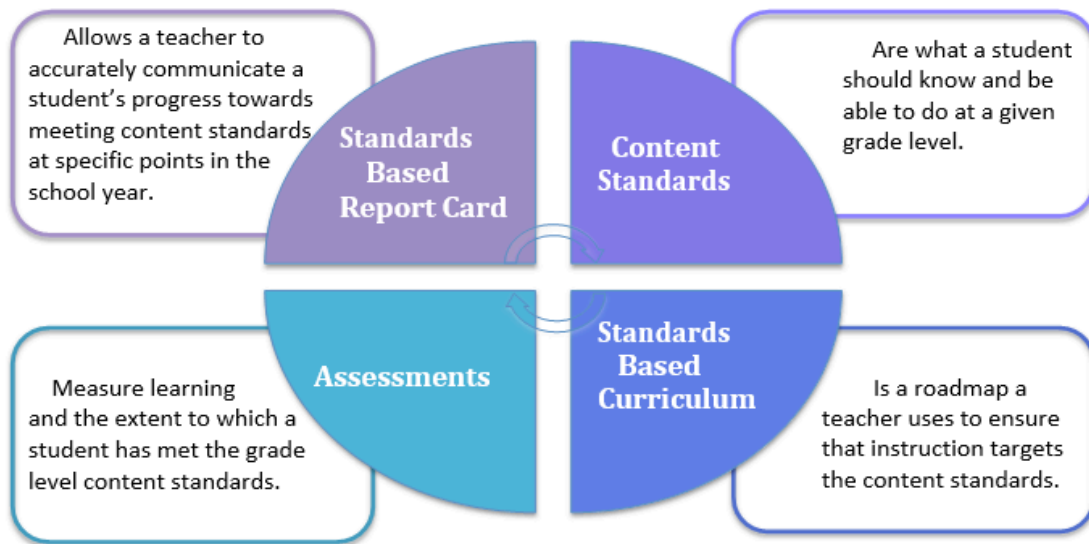 Allows a teacher to
accurately communicate a
student’s progress towards
meeting content standards
at specific points in the
school year.
Standards
Based
Report Card
Content
Standards
Are what a student
should know and be
able to do at a given
grade level.
Measure learning
and the extent to which a
student has met the grade
level content standards.
Assessments
Standards
Based
Curriculum
Is a roadmap a
teacher uses to ensure
that instruction targets
the content standards.